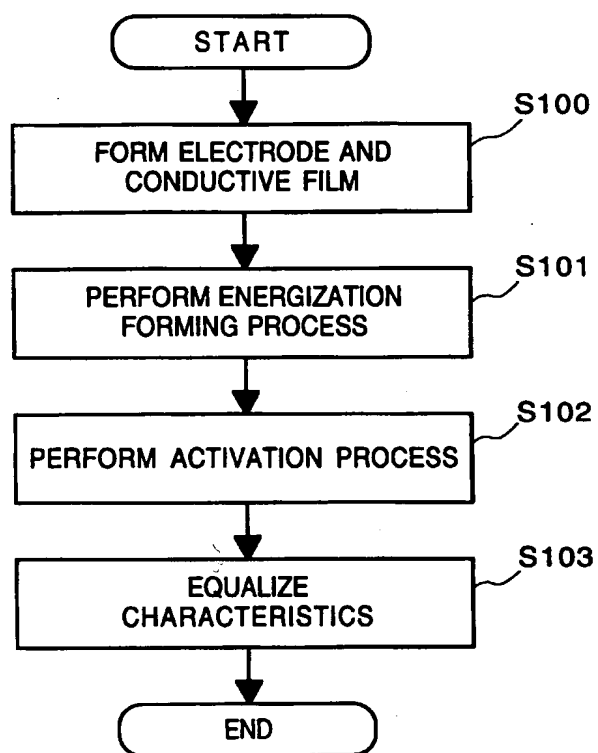 START
S100
FORM ELECTRODE AND
CONDUCTIVE FILM
S101
PERFORM ENERGIZATION
FORMING PROCESS
S102
PERFORM ACTIVATION PROCESS
S103
EQUALIZE
CHARACTERISTICS
END